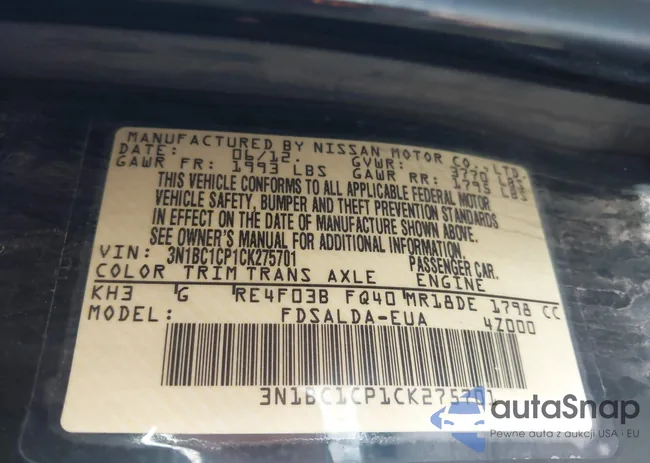 MANUFACTURED BY NISSAN MOTOR CO.,LTD.
DATE: 06/12. GVWR: 3770 LBS
GAWR FR: 1993 LBS GAWR RR: 1795 LBS
THIS VEHICLE CONFORMS TO ALL APPLICABLE FEDERAL MOTOR
VEHICLE SAFETY, BUMPER AND THEFT PREVENTION STANDARDS
IN EFFECT ON THE DATE OF MANUFACTURE SHOWN ABOVE.
SEE OWNER'S MANUAL FOR ADDITIONAL INFORMATION.
VIN: 3N1BC1CP1CK275701 PASSENGER CAR.
COLOR TRIM TRANS AXLE ENGINE
KH3 G RE4F03B FQ40 MR18DE 1798 CC
MODEL: FDSALDA-EUA 4Z000
3N1BC1CP1CK275701
autaSnap
Pewne auta z aukcji USA i EU